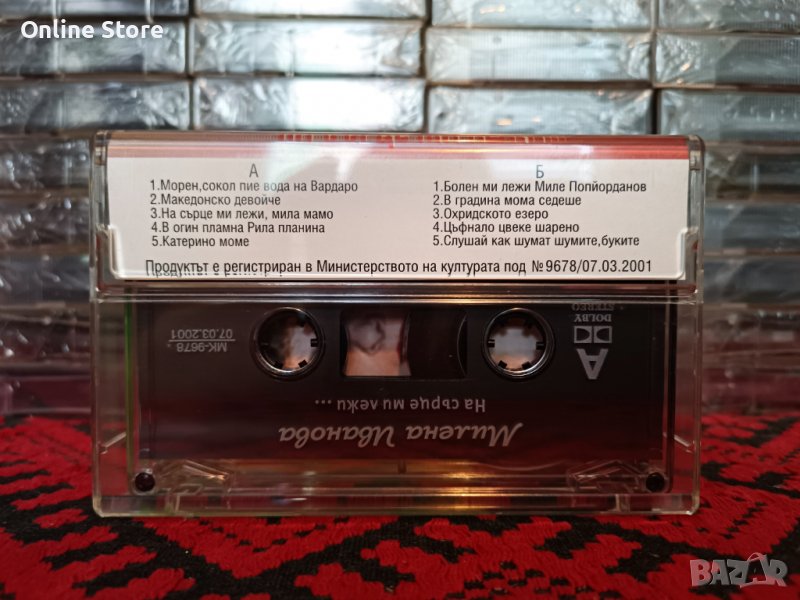 Online Store
А
1.Морен,сокол пие вода на Вардаро
2.Македонско девойче
3.На сърце ми лежи, мила мамо
4.В огин пламна Рила планина
5.Катерино моме
Б
1.Болен ми лежи Миле Попйорданов
2.В градина мома седеше
3.Охридското езеро
4.Цъфнало цвеке шарено
5.Слушай как шумат шумите,буките
Продуктът е регистриран в Министерството на културата под №9678/07.03.2001
МК-9678
07.03.2001
DOLBY
STEREO
А
На сърце ми лежи ...
Милена Иванова
BAZAR